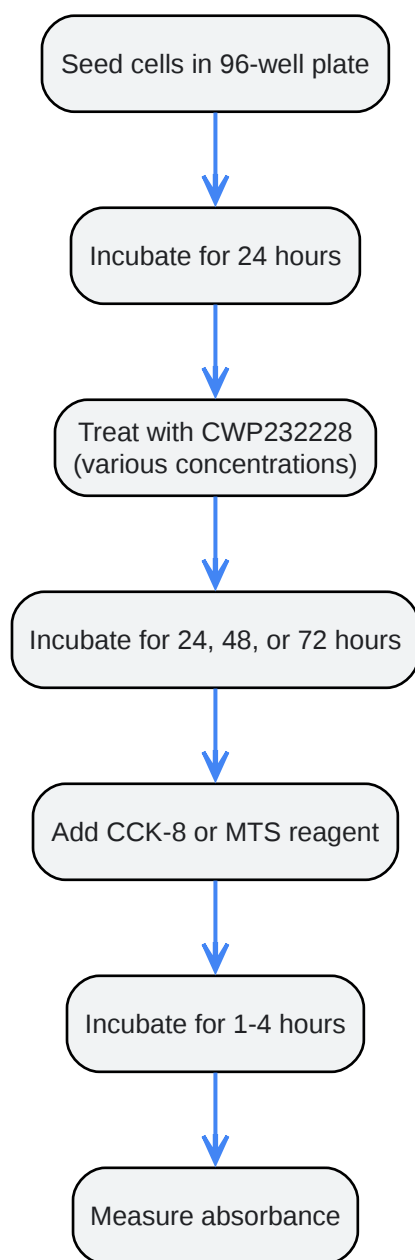 Seed cells in 96-well plate
Incubate for 24 hours
Treat with CWP232228
(various concentrations)
Incubate for 24, 48, or 72 hours
Add CCK-8 or MTS reagent
Incubate for 1-4 hours
Measure absorbance